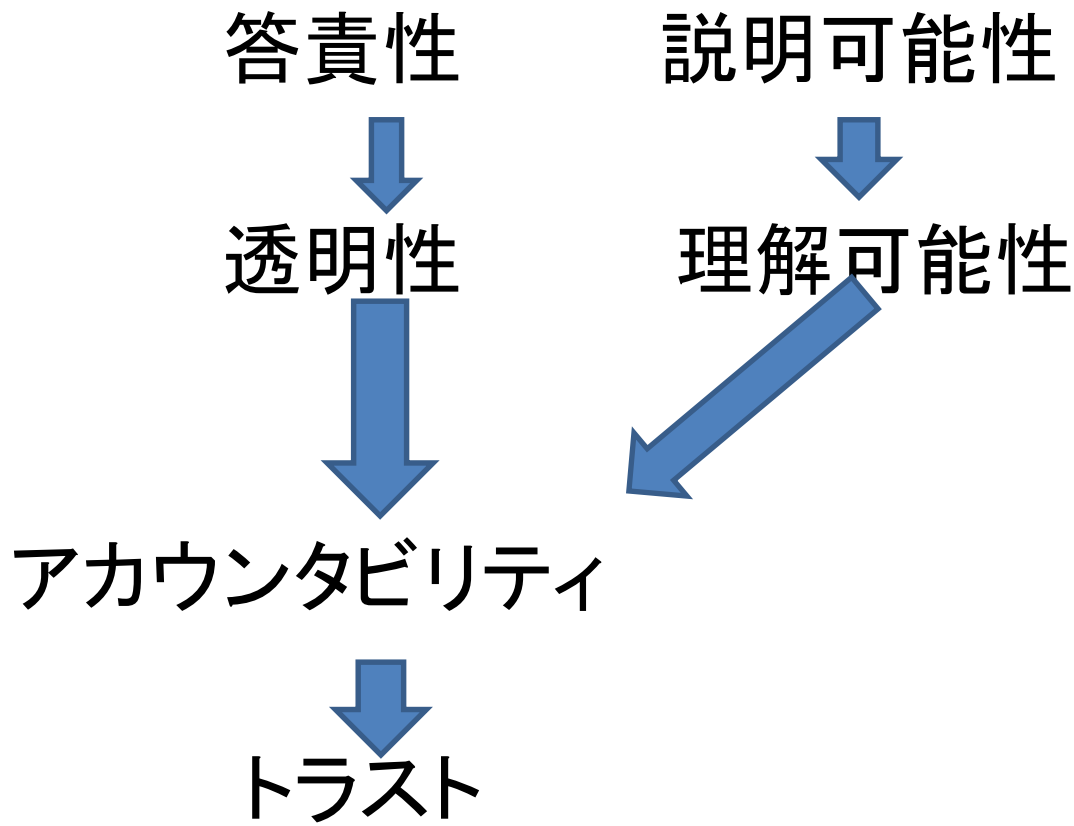 答責性
説明可能性
透明性
理解可能性
アカウンタビリティ
トラスト